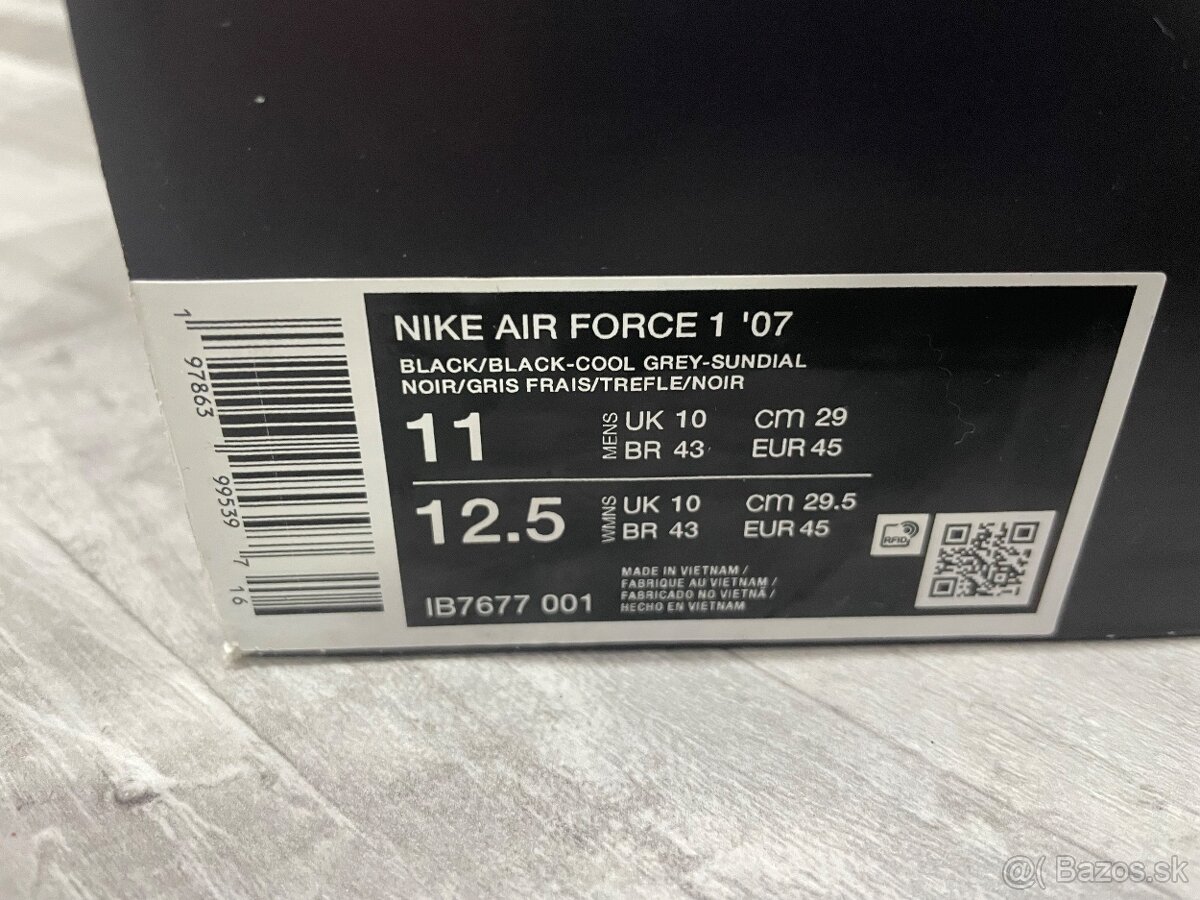 NIKE AIR FORCE 1 '07
BLACK/BLACK-COOL GREY-SUNDIAL
NOIR/GRIS FRAIS/TREFLE/NOIR
11 MENS UK 10 cm 29
BR 43 EUR 45
12.5 WMNS UK 10 cm 29.5
BR 43 EUR 45
IB7677 001
MADE IN VIETNAM /
FABRIQUE AU VIETNAM /
FABRICADO NO VIETNÃ /
HECHO EN VIETNAM
RFID
1 97863 99539 7 16
@( Bazos.sk